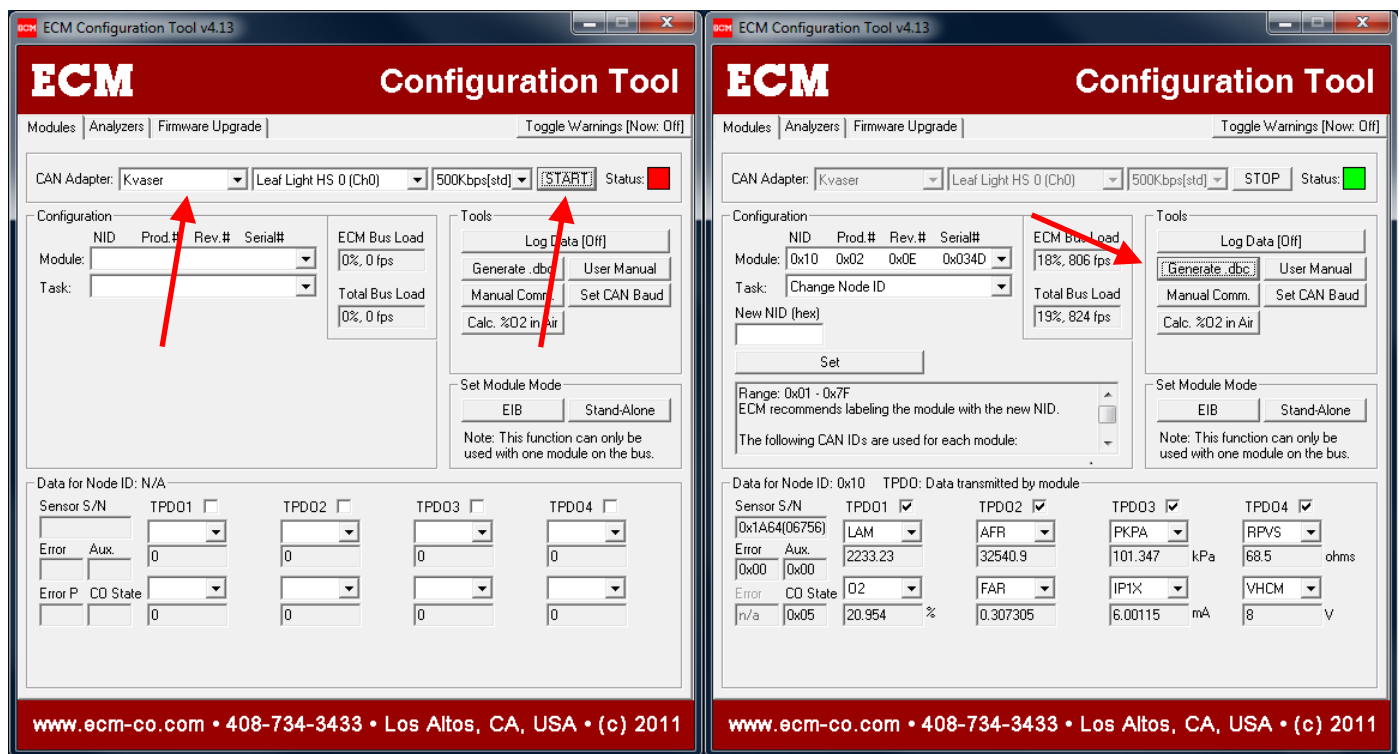 ECM Configuration Tool v4.13
ECM Configuration Tool
Modules Analyzers Firmware Upgrade Toggle Warnings [Now: Off]
CAN Adapter: Kvaser Leaf Light HS 0 (Ch0) 500Kbps[std] START Status:
Configuration
NID Prod.# Rev.# Serial#
Module:
Task:
ECM Bus Load
0%, 0 fps
Total Bus Load
0%, 0 fps
Tools
Log Data [Off]
Generate .dbc User Manual
Manual Comm. Set CAN Baud
Calc. %O2 in Air
Set Module Mode
EIB Stand-Alone
Note: This function can only be
used with one module on the bus.
Data for Node ID: N/A
Sensor S/N TPDO1 TPDO2 TPDO3 TPDO4
Error Aux. 0 0 0 0
Error P CO State
0 0 0 0
www.ecm-co.com • 408-734-3433 • Los Altos, CA, USA • (c) 2011
ECM Configuration Tool v4.13
ECM Configuration Tool
Modules Analyzers Firmware Upgrade Toggle Warnings [Now: Off]
CAN Adapter: Kvaser Leaf Light HS 0 (Ch0) 500Kbps[std] STOP Status:
Configuration
NID Prod.# Rev.# Serial#
Module: 0x10 0x02 0x0E 0x034D
Task: Change Node ID
New NID (hex)
Set
Range: 0x01 - 0x7F
ECM recommends labeling the module with the new NID.
The following CAN IDs are used for each module:
ECM Bus Load
18%, 806 fps
Total Bus Load
19%, 824 fps
Tools
Log Data [Off]
Generate .dbc User Manual
Manual Comm. Set CAN Baud
Calc. %O2 in Air
Set Module Mode
EIB Stand-Alone
Note: This function can only be
used with one module on the bus.
Data for Node ID: 0x10 TPDO: Data transmitted by module
Sensor S/N TPDO1 TPDO2 TPDO3 TPDO4
0x1A64(06756) LAM AFR PKPA RPVS
Error Aux. 2233.23 32540.9 101.347 kPa 68.5 ohms
0x00 0x00
Error CO State O2 FAR IP1X VHCM
n/a 0x05 20.954 % 0.307305 6.00115 mA 8 V
www.ecm-co.com • 408-734-3433 • Los Altos, CA, USA • (c) 2011